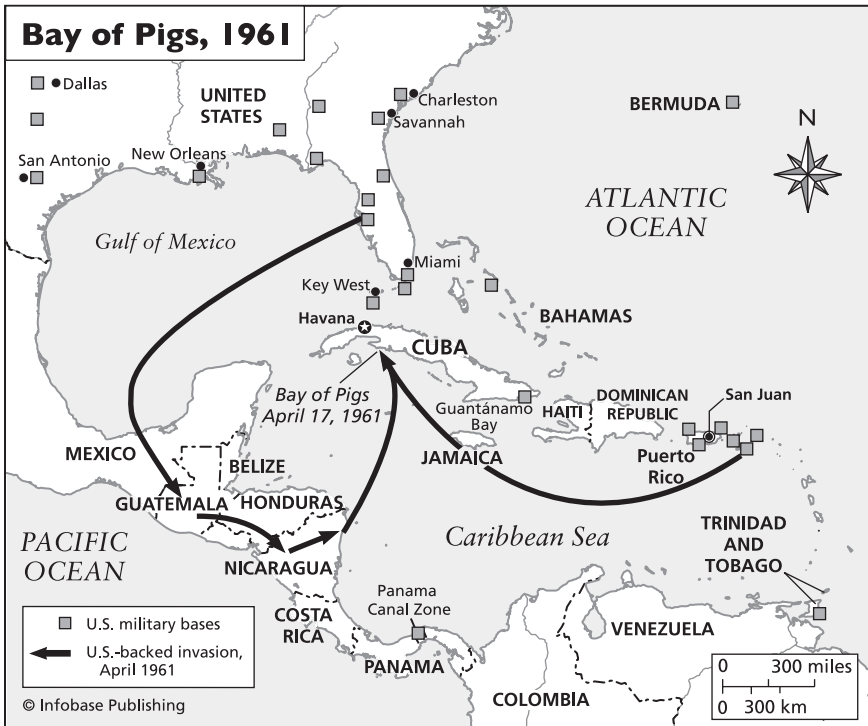 Bay of Pigs, 1961
Dallas
UNITED
STATES
Charleston
Savannah
BERMUDA
N
San Antonio
New Orleans
ATLANTIC
OCEAN
Gulf of Mexico
Miami
Key West
Havana
BAHAMAS
CUBA
Bay of Pigs
April 17, 1961
Guantánamo
Bay
HAITI
DOMINICAN
REPUBLIC
San Juan
Puerto
Rico
JAMAICA
MEXICO
BELIZE
GUATEMALA
HONDURAS
Caribbean Sea
TRINIDAD
AND
TOBAGO
PACIFIC
OCEAN
NICARAGUA
COSTA
RICA
Panama
Canal Zone
PANAMA
VENEZUELA
COLOMBIA
U.S. military bases
U.S.-backed invasion,
April 1961
© Infobase Publishing
0 300 miles
0 300 km